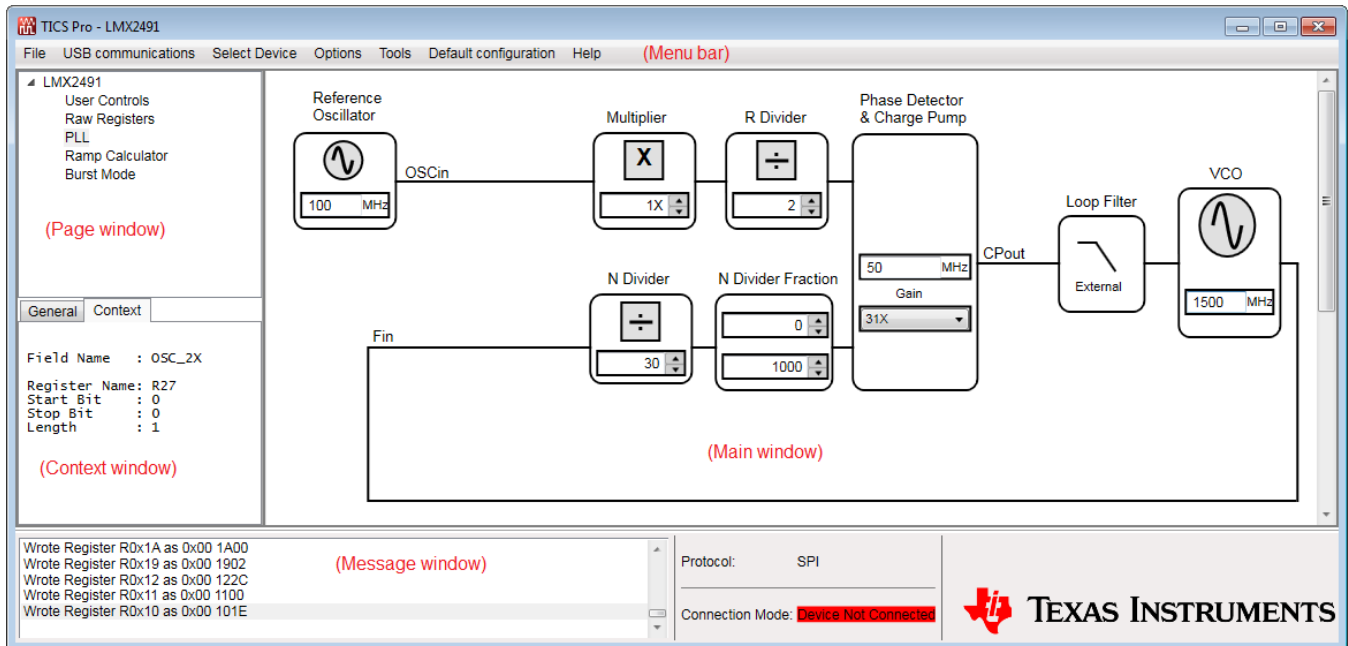 TICS Pro - LMX2491
File USB communications Select Device Options Tools Default configuration Help (Menu bar)
LMX2491
User Controls
Raw Registers
PLL
Ramp Calculator
Burst Mode
(Page window)
General Context
Field Name : OSC_2X
Register Name: R27
Start Bit : 0
Stop Bit : 0
Length : 1
(Context window)
Reference
Oscillator
100 MHz
OSCin
Multiplier
X
1X
R Divider
2
Phase Detector
& Charge Pump
50 MHz
Gain
31X
CPout
Loop Filter
External
VCO
1500 MHz
Fin
N Divider
30
N Divider Fraction
0
1000
(Main window)
Wrote Register R0x1A as 0x00 1A00
Wrote Register R0x19 as 0x00 1902
Wrote Register R0x12 as 0x00 122C
Wrote Register R0x11 as 0x00 1100
Wrote Register R0x10 as 0x00 101E
(Message window)
Protocol: SPI
Connection Mode: Device Not Connected
TEXAS INSTRUMENTS